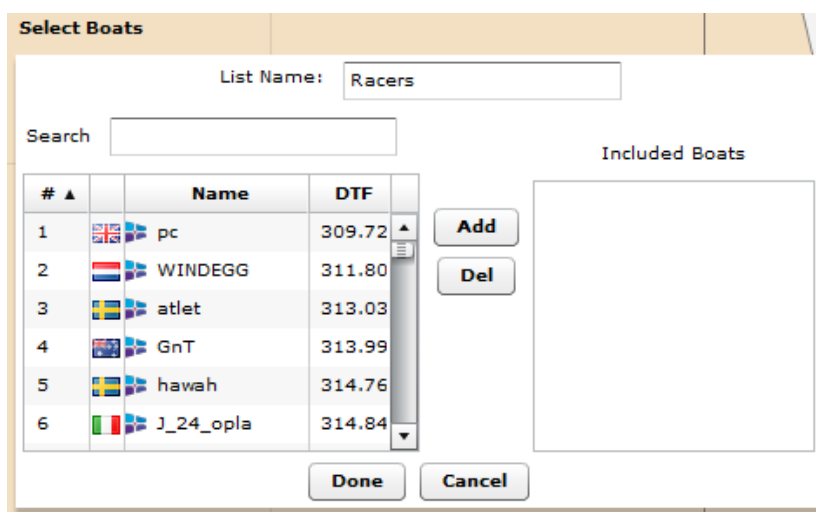 Select Boats
List Name: Racers
Search
Included Boats
# ▲ Name DTF
1 pc 309.72
2 WINDEGG 311.80
3 atlet 313.03
4 GnT 313.99
5 hawah 314.76
6 J_24_opla 314.84
Add
Del
Done Cancel